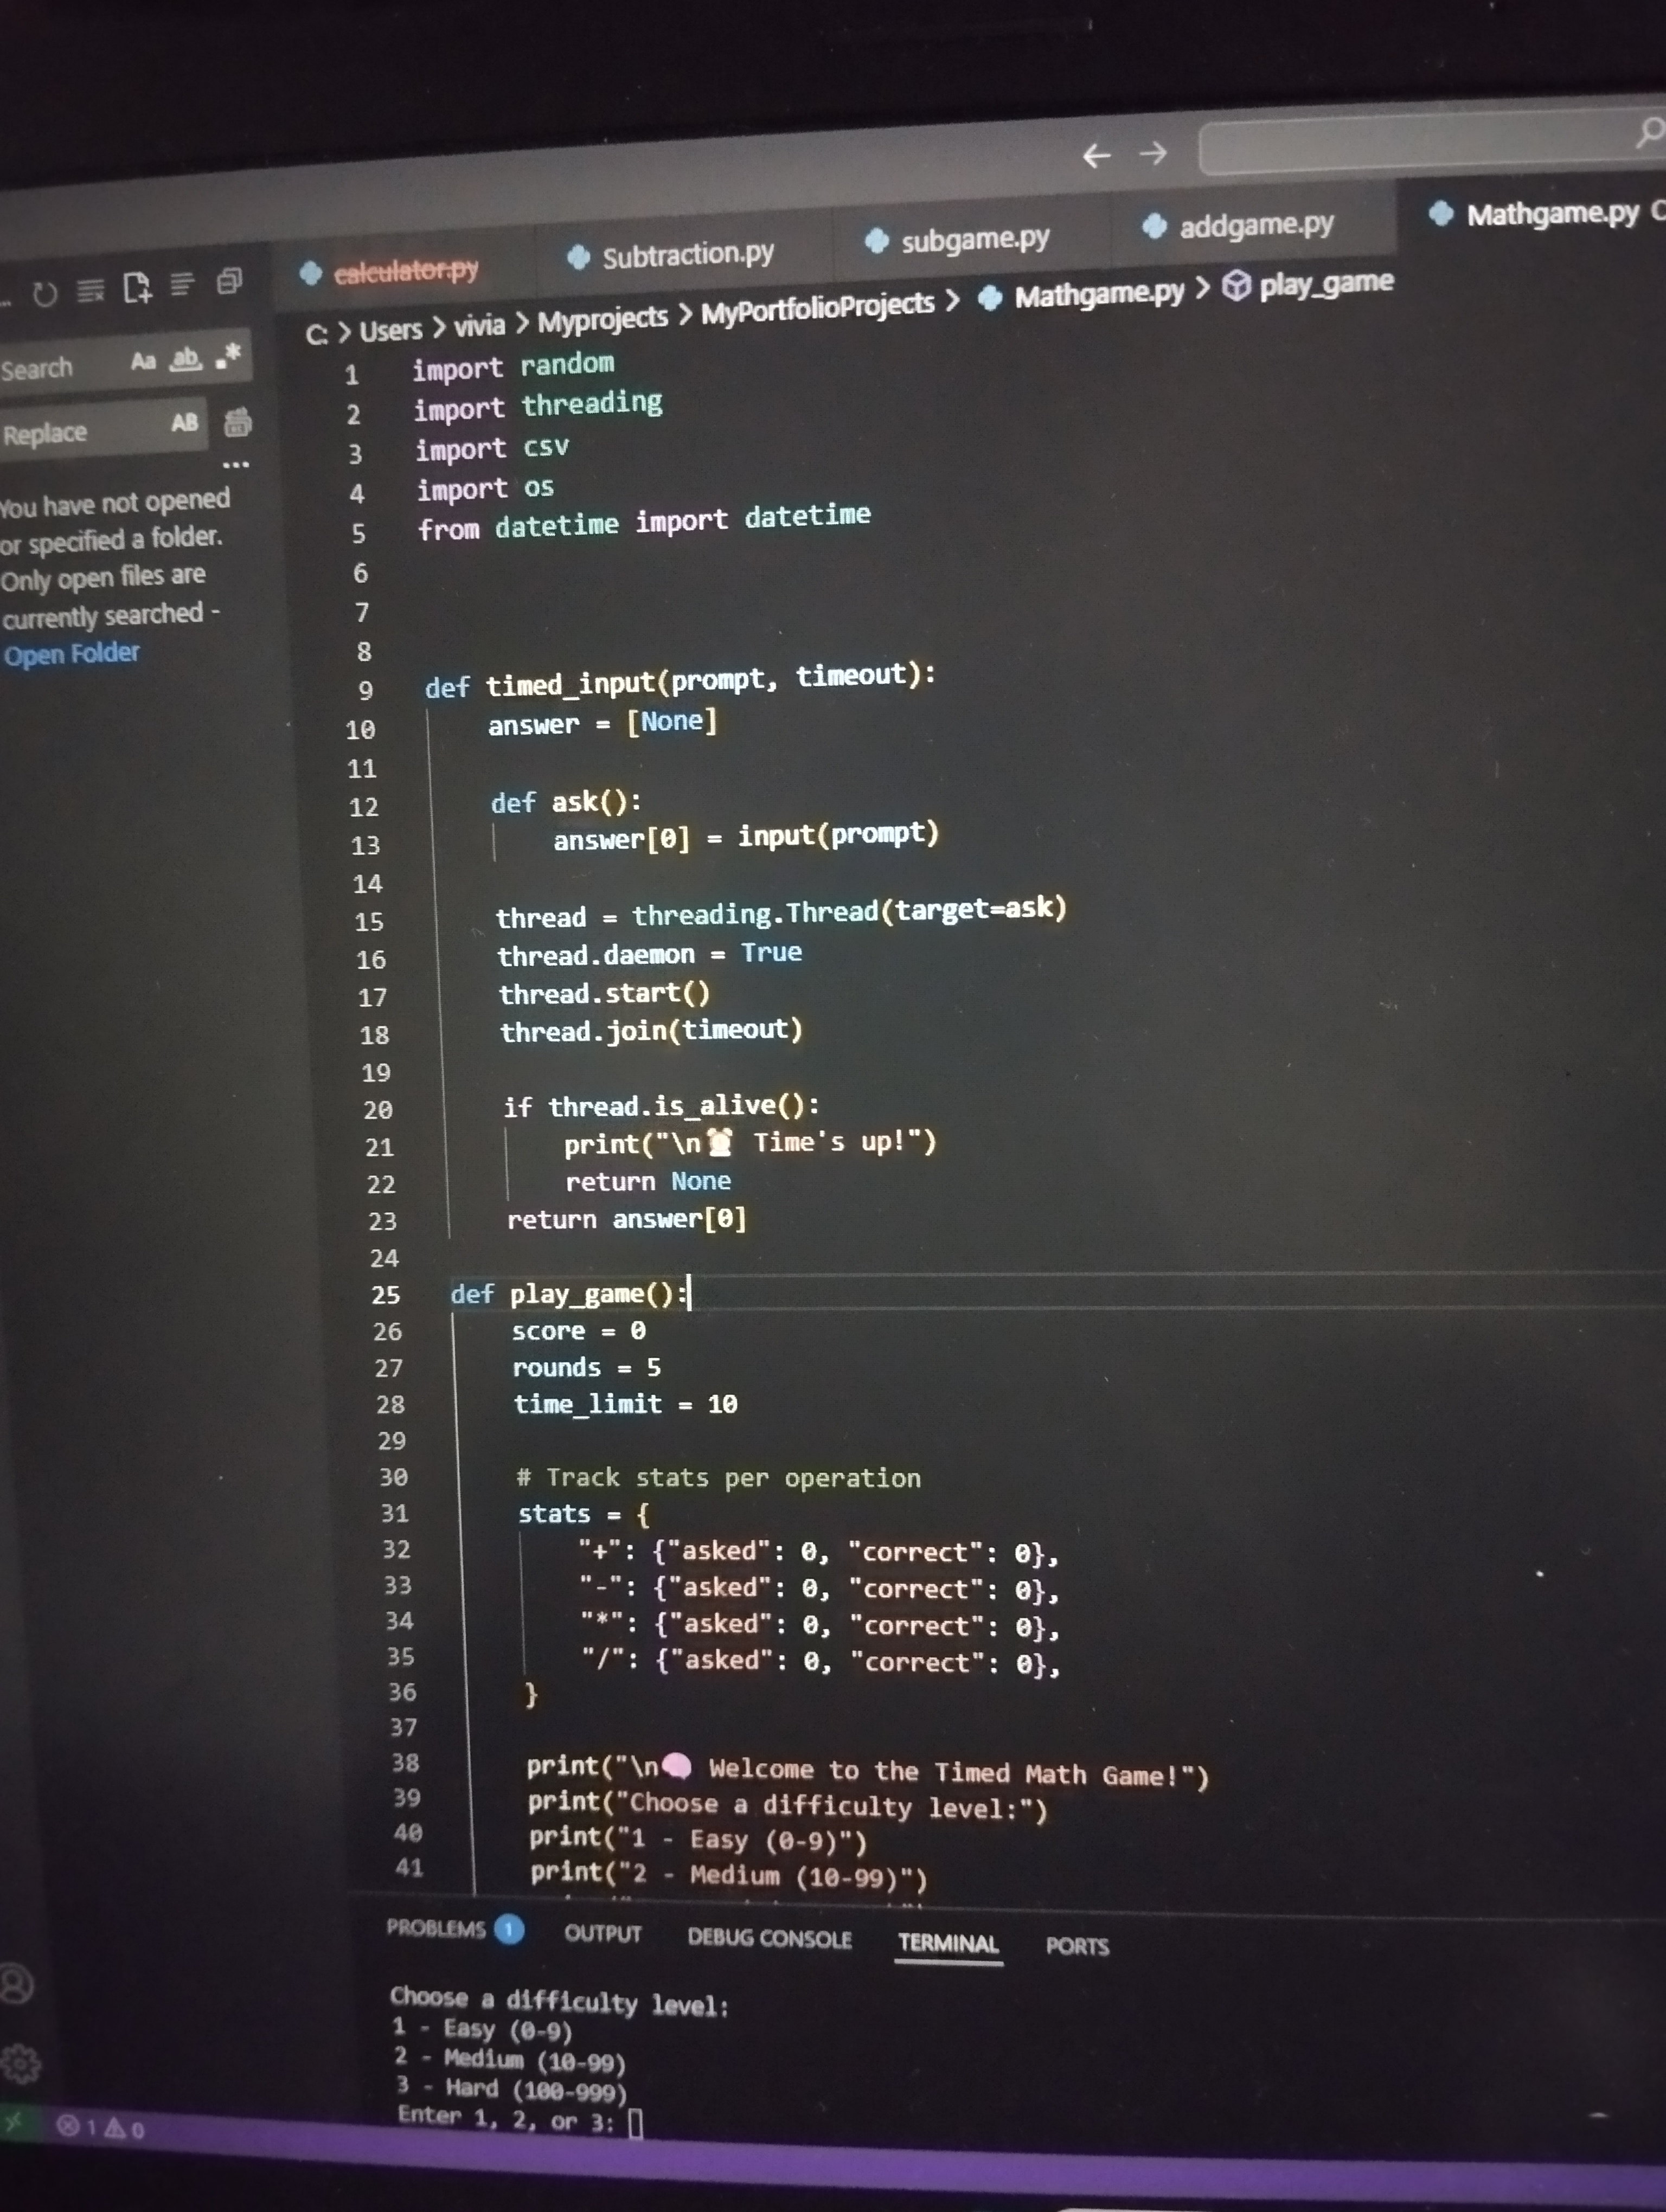 calculator.py Subtraction.py subgame.py addgame.py Mathgame.py
C: > Users > vivia > Myprojects > MyPortfolioProjects > Mathgame.py > play_game
Search Aa ab .*
Replace AB
...
You have not opened
or specified a folder.
Only open files are
currently searched -
Open Folder
1 import random
2 import threading
3 import csv
4 import os
5 from datetime import datetime
6
7
8
9 def timed_input(prompt, timeout):
10     answer = [None]
11
12     def ask():
13         answer[0] = input(prompt)
14
15     thread = threading.Thread(target=ask)
16     thread.daemon = True
17     thread.start()
18     thread.join(timeout)
19
20     if thread.is_alive():
21         print("\n⏰ Time's up!")
22         return None
23     return answer[0]
24
25 def play_game():
26     score = 0
27     rounds = 5
28     time_limit = 10
29
30     # Track stats per operation
31     stats = {
32         "+": {"asked": 0, "correct": 0},
33         "-": {"asked": 0, "correct": 0},
34         "*": {"asked": 0, "correct": 0},
35         "/": {"asked": 0, "correct": 0},
36     }
37
38     print("\n🧠 Welcome to the Timed Math Game!")
39     print("Choose a difficulty level:")
40     print("1 - Easy (0-9)")
41     print("2 - Medium (10-99)")
PROBLEMS 1 OUTPUT DEBUG CONSOLE TERMINAL PORTS
Choose a difficulty level:
1 - Easy (0-9)
2 - Medium (10-99)
3 - Hard (100-999)
Enter 1, 2, or 3:
1 0